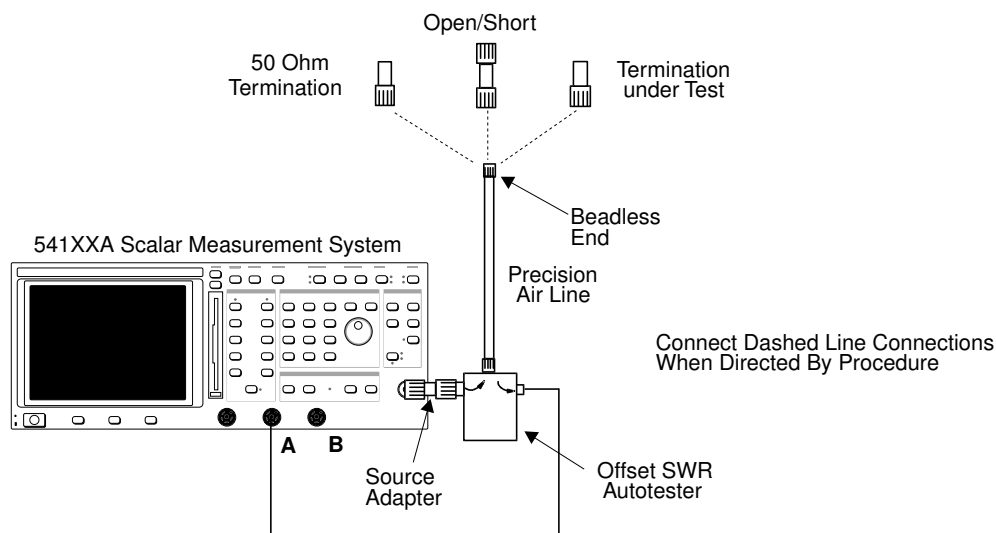 Open/Short
50 Ohm
Termination
Termination
under Test
Beadless
End
541XXA Scalar Measurement System
Precision
Air Line
Connect Dashed Line Connections
When Directed By Procedure
A
B
Source
Adapter
Offset SWR
Autotester